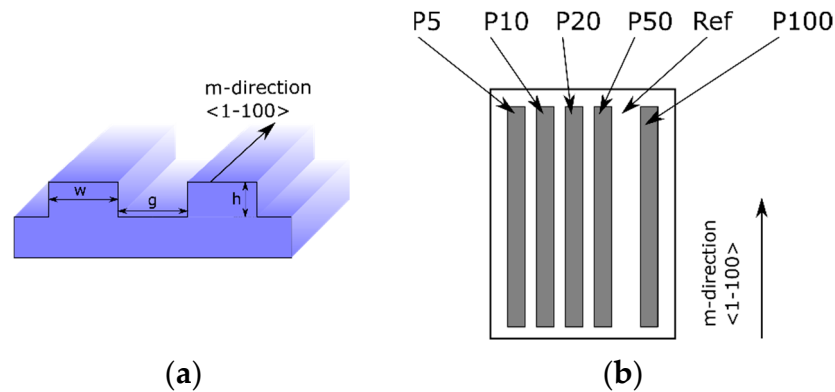 m-direction
<1-100>
w
g
h
(a)
P5 P10 P20 P50 Ref P100
m-direction
<1-100>
(b)